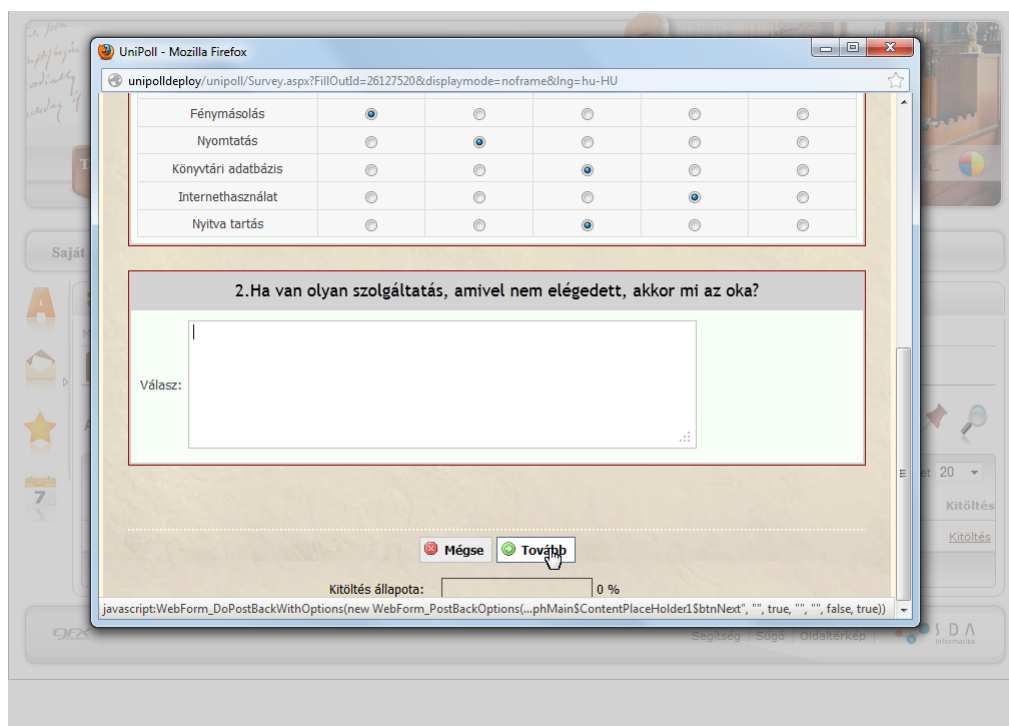 UniPoll - Mozilla Firefox
unipolldeploy/unipoll/Survey.aspx?FillOutId=26127520&displaymode=noframe&lng=hu-HU
Fénymásolás
Nyomtatás
Könyvtári adatbázis
Internethasználat
Nyitva tartás
Saját
2.Ha van olyan szolgáltatás, amivel nem elégedett, akkor mi az oka?
Válasz:
et 20
7
Kitöltés
Mégse
Tovább
Kitöltés
Kitöltés állapota:
0 %
javascript:WebForm_DoPostBackWithOptions(new WebForm_PostBackOptions(...phMain$ContentPlaceHolder1$btnNext", "", true, "", "", false, true))
Segítség
Súgó
Oldaltérkép
SDA
Informatika